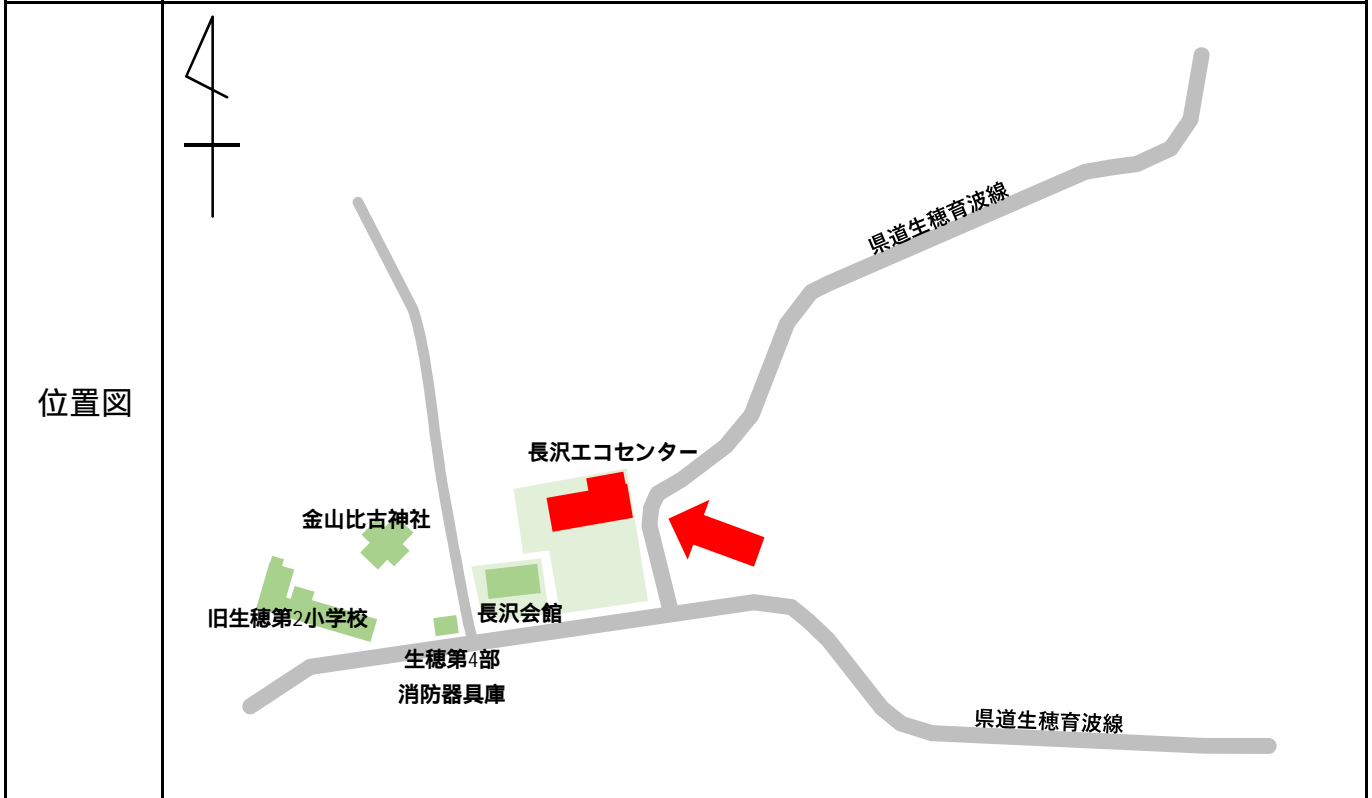 位置図
県道生穂育波線
長沢エコセンター
金山比古神社
旧生穂第2小学校
長沢会館
生穂第4部
消防器具庫
県道生穂育波線